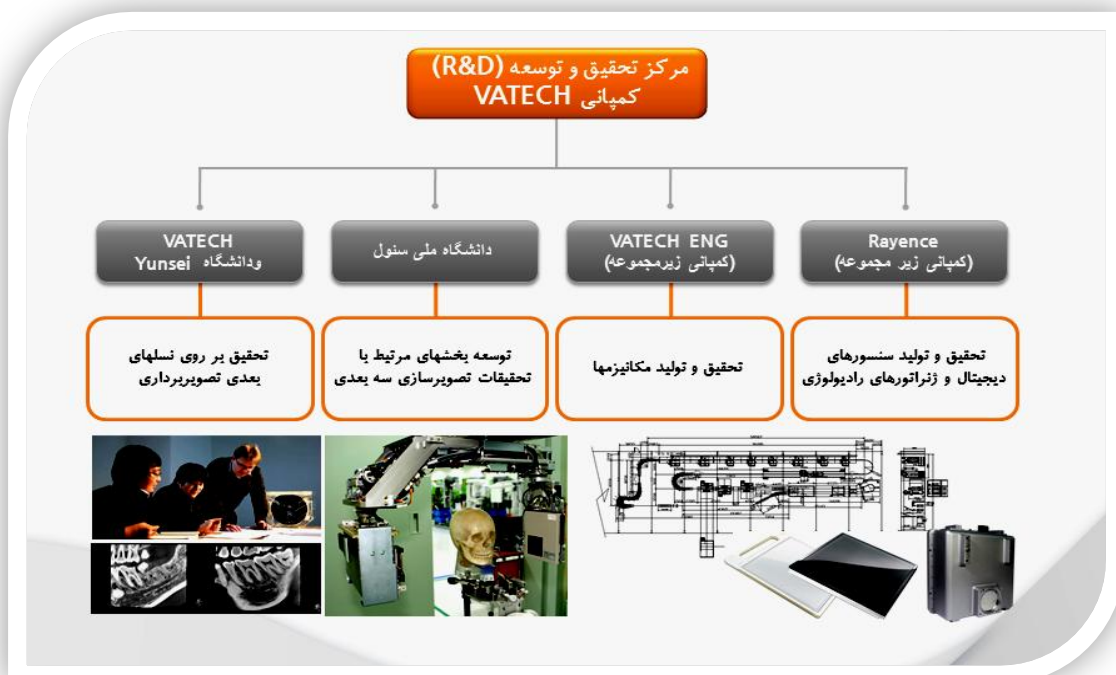 مرکز تحقیق و توسعه (R&D)
کمپانی VATECH
Rayence
(کمپانی زیر مجموعه)
تحقیق و تولید سنسورهای
دیجیتال و ژنراتورهای رادیولوژی
VATECH ENG
(کمپانی زیرمجموعه)
تحقیق و تولید مکانیزمها
دانشگاه ملی سئول
توسعه بخشهای مرتبط با
تحقیقات تصویرسازی سه بعدی
VATECH
ودانشگاه Yunsei
تحقیق بر روی نسلهای
بعدی تصویربرداری